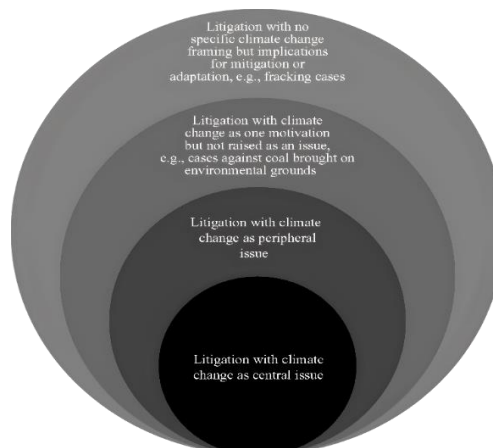 Litigation with no
specific climate change
framing but implications
for mitigation or
adaptation, e.g., fracking cases
Litigation with climate
change as one motivation
but not raised as an issue,
e.g., cases against coal brought on
environmental grounds
Litigation with climate
change as peripheral
issue
Litigation with climate
change as central issue